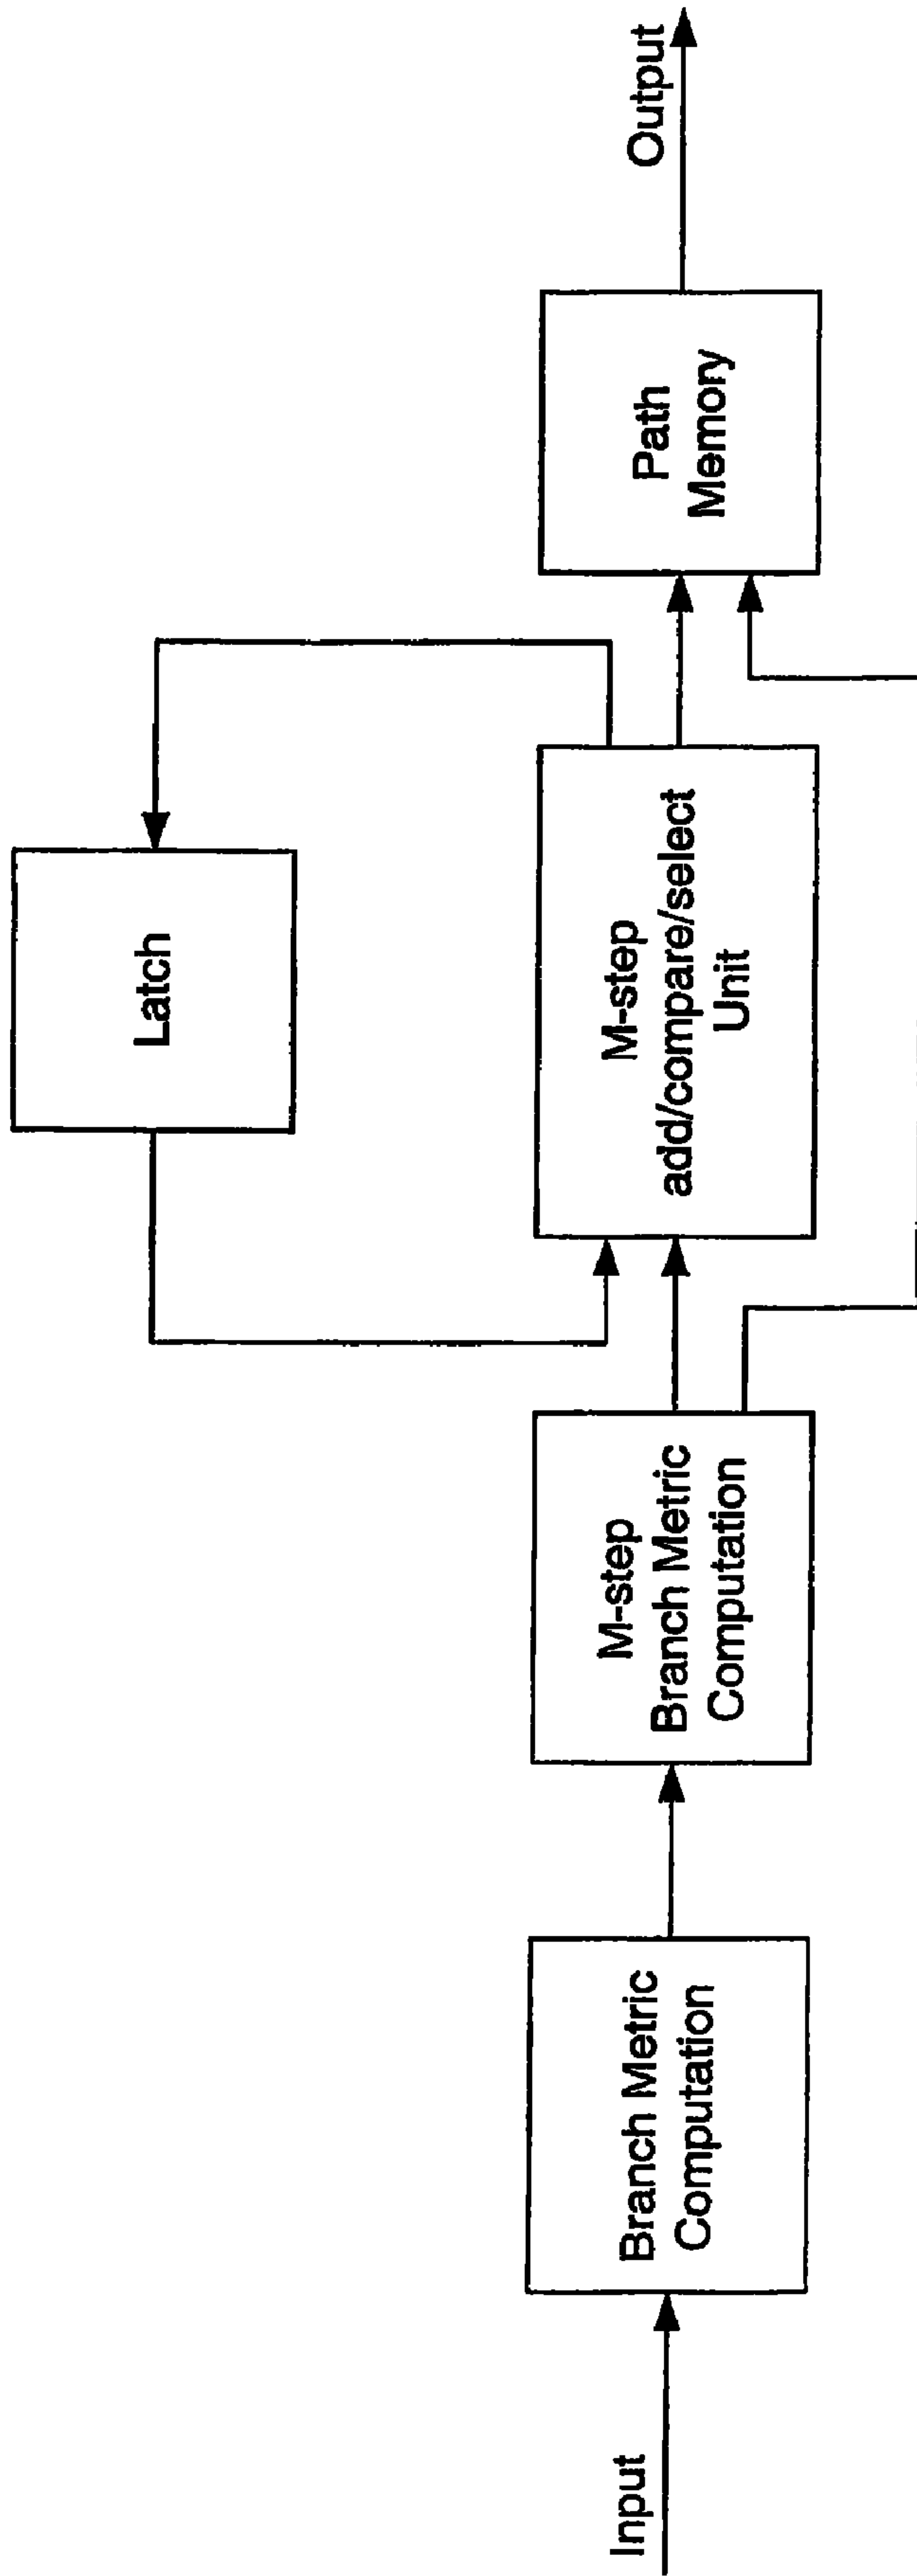 Input
Branch Metric
Computation
M-step
Branch Metric
Computation
Latch
M-step
add/compare/select
Unit
Path
Memory
Output